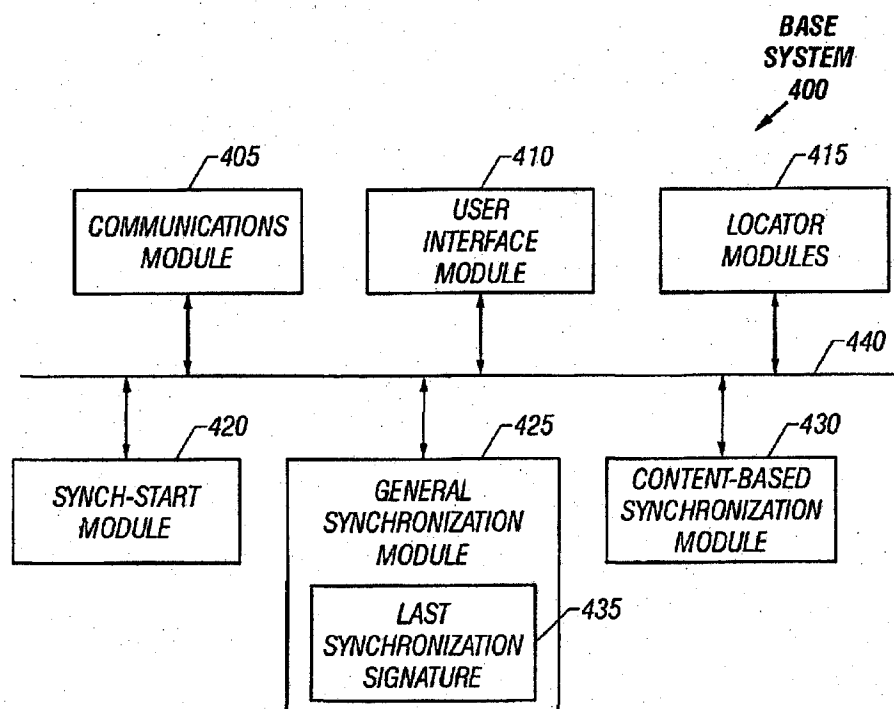 BASE
SYSTEM
400
405
410
415
COMMUNICATIONS
MODULE
USER
INTERFACE
MODULE
LOCATOR
MODULES
440
420
425
430
SYNCH-START
MODULE
GENERAL
SYNCHRONIZATION
MODULE
CONTENT-BASED
SYNCHRONIZATION
MODULE
LAST
SYNCHRONIZATION
SIGNATURE
435